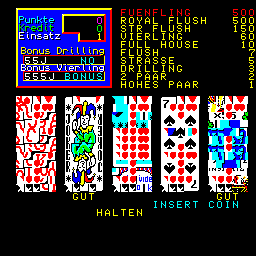 Punkte 0
Kredit 0
Einsatz 1
Bonus Drilling
55J NO
Bonus Vierling
555J BONUS
FUENFLING 500
ROYAL FLUSH 500
STR FLUSH 150
VIERLING 60
FULL HOUSE 10
FLUSH 7
STRASSE 5
DRILLING 3
2 PAAR 2
HOHES PAAR 1
JOKER
7
GUT
GUT
INSERT COIN
HALTEN